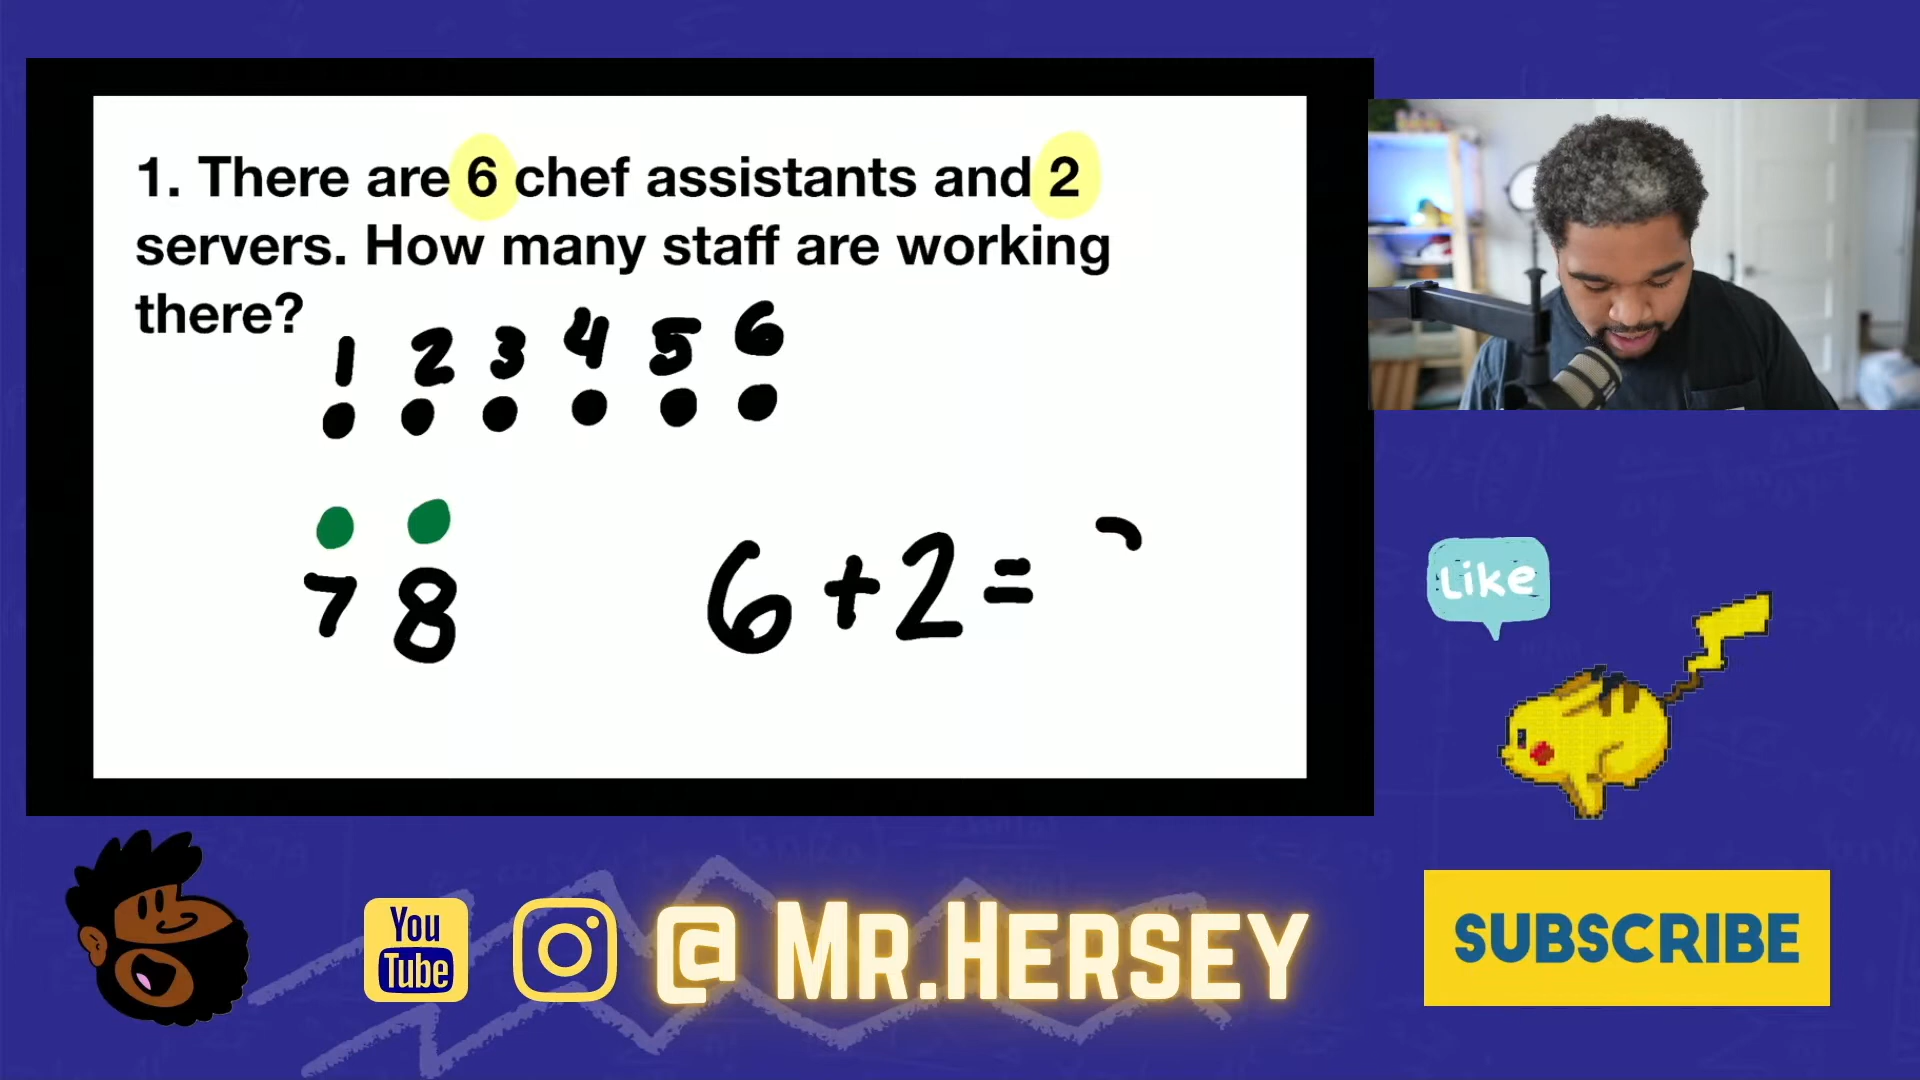 1. There are 6 chef assistants and 2
servers. How many staff are working
there?
1 2 3 4 5 6
7 8
6+2=
Like
You
Tube
@ MR.HERSEY
SUBSCRIBE